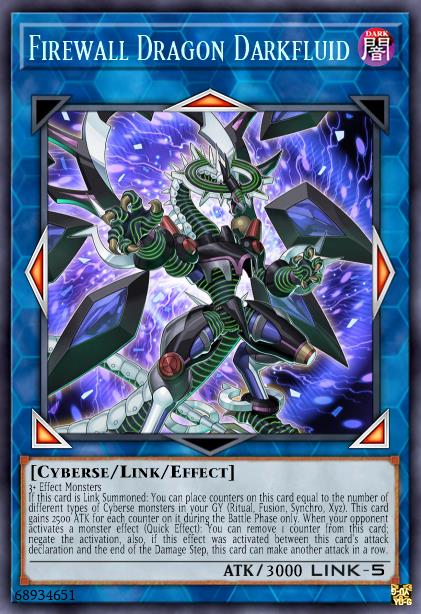 FIREWALL DRAGON DARKFLUID
DARK
闇
[CYBERSE/LINK/EFFECT]
3+ Effect Monsters
If this card is Link Summoned: You can place counters on this card equal to the number of
different types of Cyberse monsters in your GY (Ritual, Fusion, Synchro, Xyz). This card
gains 2500 ATK for each counter on it during the Battle Phase only. When your opponent
activates a monster effect (Quick Effect): You can remove 1 counter from this card;
negate the activation, also, if this effect was activated between this card's attack
declaration and the end of the Damage Step, this card can make another attack in a row.
ATK/3000 LINK-5
68934651